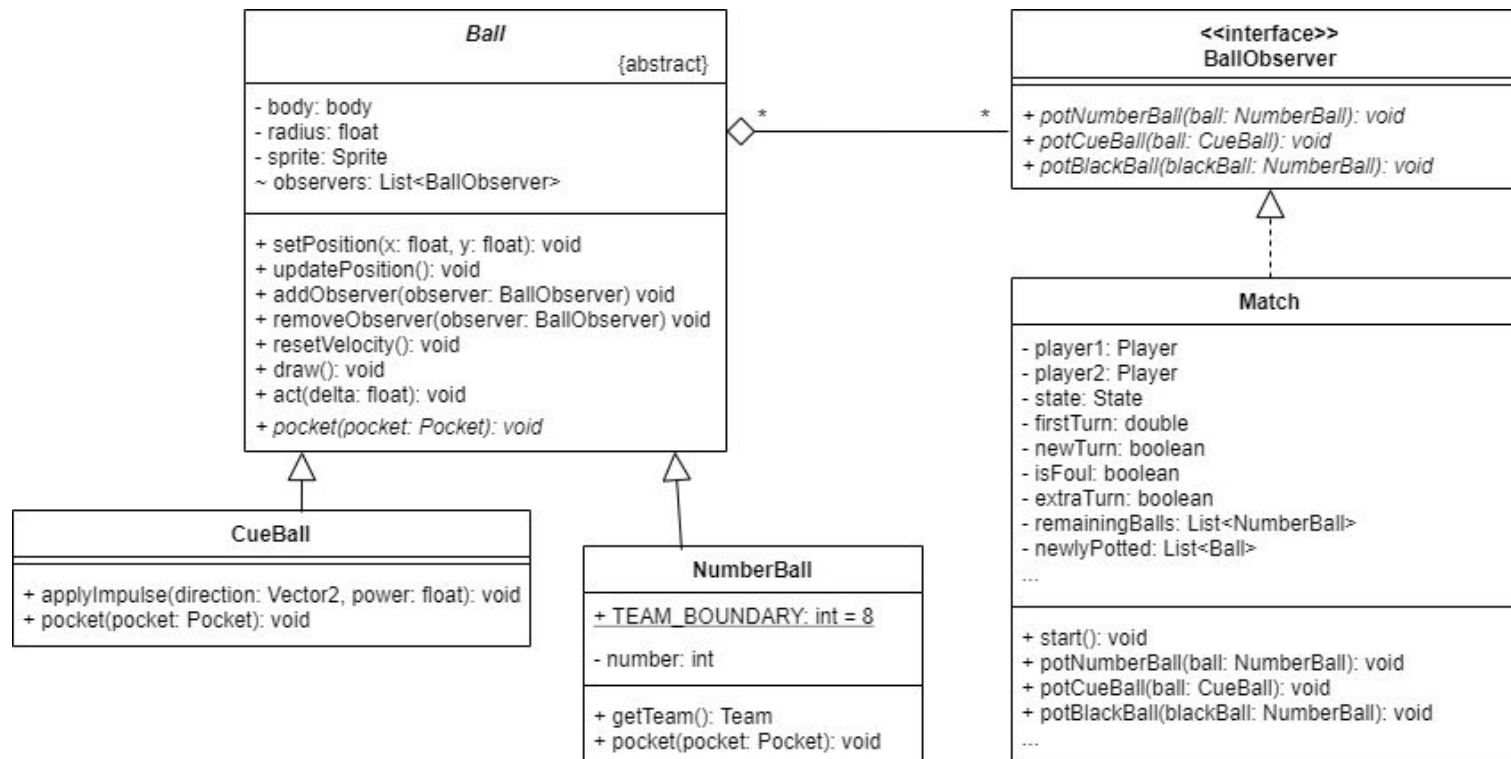 Ball
{abstract}
- body: body
- radius: float
- sprite: Sprite
~ observers: List<BallObserver>
+ setPosition(x: float, y: float): void
+ updatePosition(): void
+ addObserver(observer: BallObserver) void
+ removeObserver(observer: BallObserver) void
+ resetVelocity(): void
+ draw(): void
+ act(delta: float): void
+ pocket(pocket: Pocket): void
* *
<<interface>>
BallObserver
+ potNumberBall(ball: NumberBall): void
+ potCueBall(ball: CueBall): void
+ potBlackBall(blackBall: NumberBall): void
CueBall
+ applyImpulse(direction: Vector2, power: float): void
+ pocket(pocket: Pocket): void
NumberBall
+ TEAM_BOUNDARY: int = 8
- number: int
+ getTeam(): Team
+ pocket(pocket: Pocket): void
Match
- player1: Player
- player2: Player
- state: State
- firstTurn: double
- newTurn: boolean
- isFoul: boolean
- extraTurn: boolean
- remainingBalls: List<NumberBall>
- newlyPotted: List<Ball>
...
+ start(): void
+ potNumberBall(ball: NumberBall): void
+ potCueBall(ball: CueBall): void
+ potBlackBall(blackBall: NumberBall): void
...